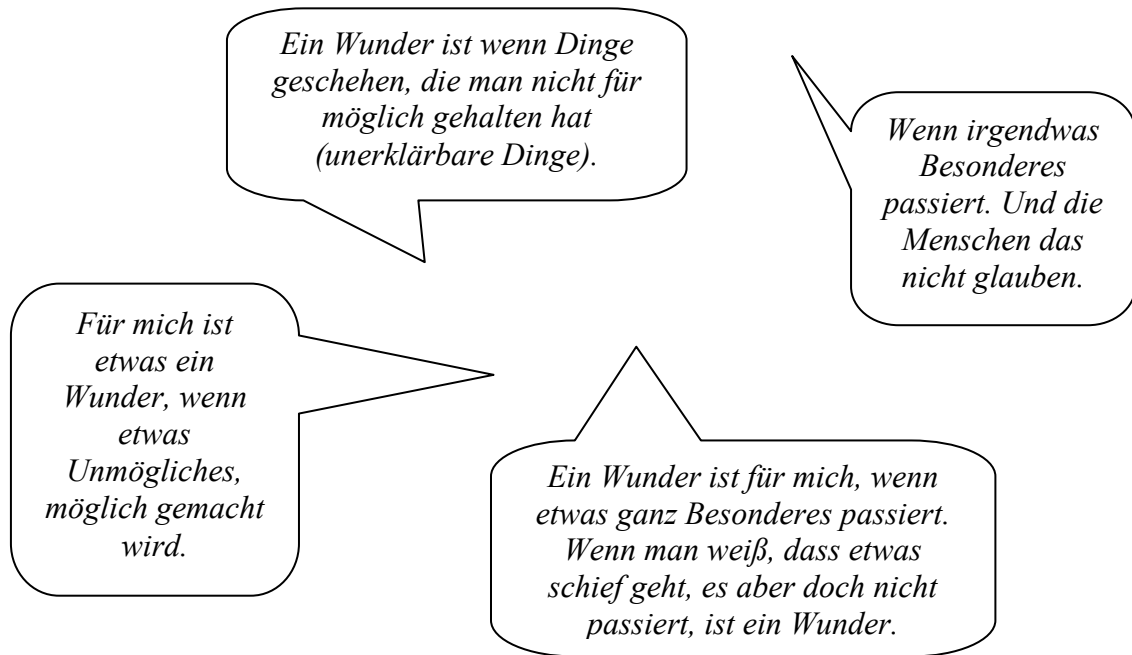 Ein Wunder ist wenn Dinge
geschehen, die man nicht für
möglich gehalten hat
(unerklärbare Dinge).
Wenn irgendwas
Besonderes
passiert. Und die
Menschen das
nicht glauben.
Für mich ist
etwas ein
Wunder, wenn
etwas
Unmögliches,
möglich gemacht
wird.
Ein Wunder ist für mich, wenn
etwas ganz Besonderes passiert.
Wenn man weiß, dass etwas
schief geht, es aber doch nicht
passiert, ist ein Wunder.